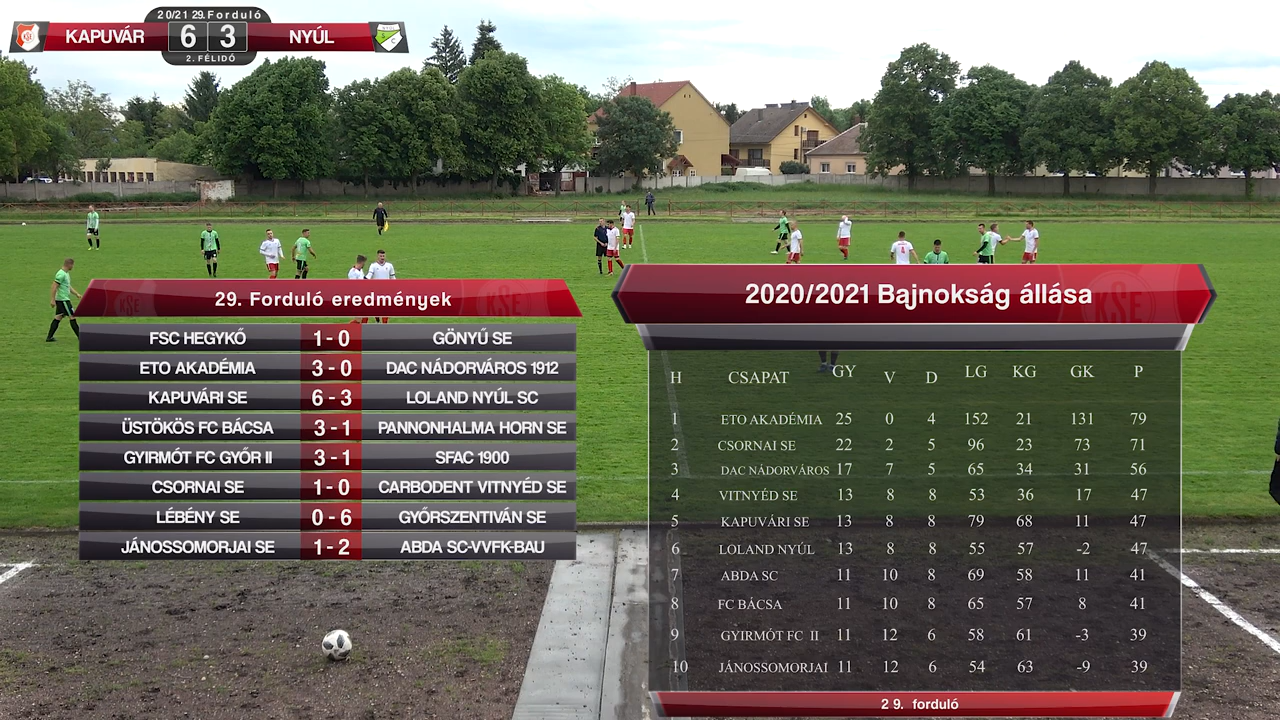 20/21 29.Forduló
KAPUVÁR 6 3 NYÚL
2. FÉLIDŐ
29. Forduló eredmények
FSC HEGYKŐ 1 - 0 GÖNYŰ SE
ETO AKADÉMIA 3 - 0 DAC NÁDORVÁROS 1912
KAPUVÁRI SE 6 - 3 LOLAND NYÚL SC
ÜSTÖKÖS FC BÁCSA 3 - 1 PANNONHALMA HORN SE
GYIRMÓT FC GYŐR II 3 - 1 SFAC 1900
CSORNAI SE 1 - 0 CARBODENT VITNYÉD SE
LÉBÉNY SE 0 - 6 GYŐRSZENTIVÁN SE
JÁNOSSOMORJAI SE 1 - 2 ABDA SC-VVFK-BAU
2020/2021 Bajnokság állása
KSE
H CSAPAT GY V D LG KG GK P
1 ETO AKADÉMIA 25 0 4 152 21 131 79
2 CSORNAI SE 22 2 5 96 23 73 71
3 DAC NÁDORVÁROS 17 7 5 65 34 31 56
4 VITNYÉD SE 13 8 8 53 36 17 47
5 KAPUVÁRI SE 13 8 8 79 68 11 47
6 LOLAND NYÚL 13 8 8 55 57 -2 47
7 ABDA SC 11 10 8 69 58 11 41
8 FC BÁCSA 11 10 8 65 57 8 41
9 GYIRMÓT FC II 11 12 6 58 61 -3 39
10 JÁNOSSOMORJAI 11 12 6 54 63 -9 39
2 9. forduló